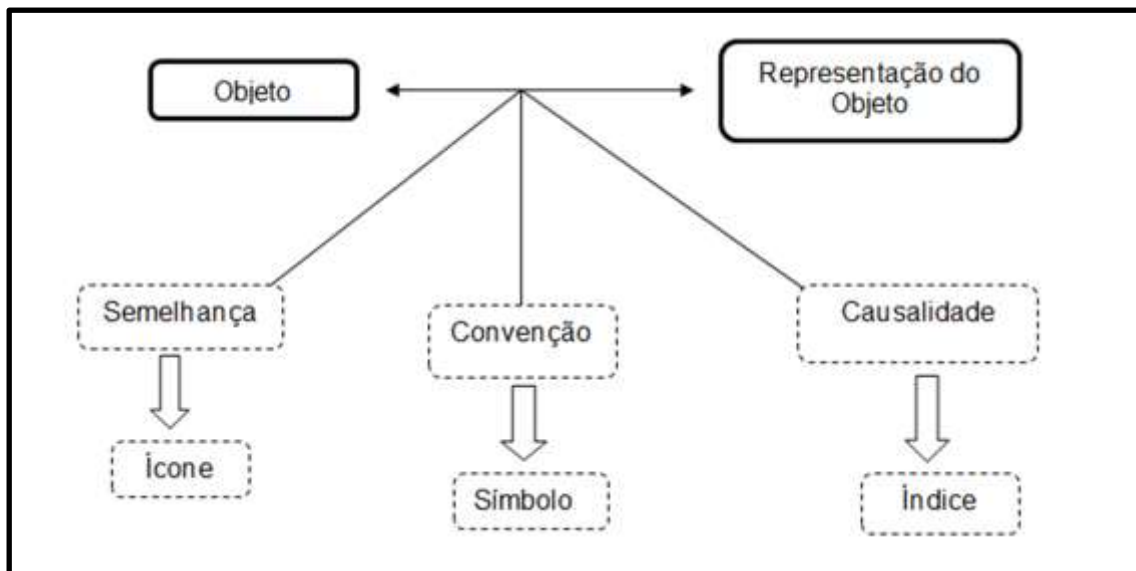 Objeto
Representação do
Objeto
Semelhança
Convenção
Causalidade
Ícone
Símbolo
Índice